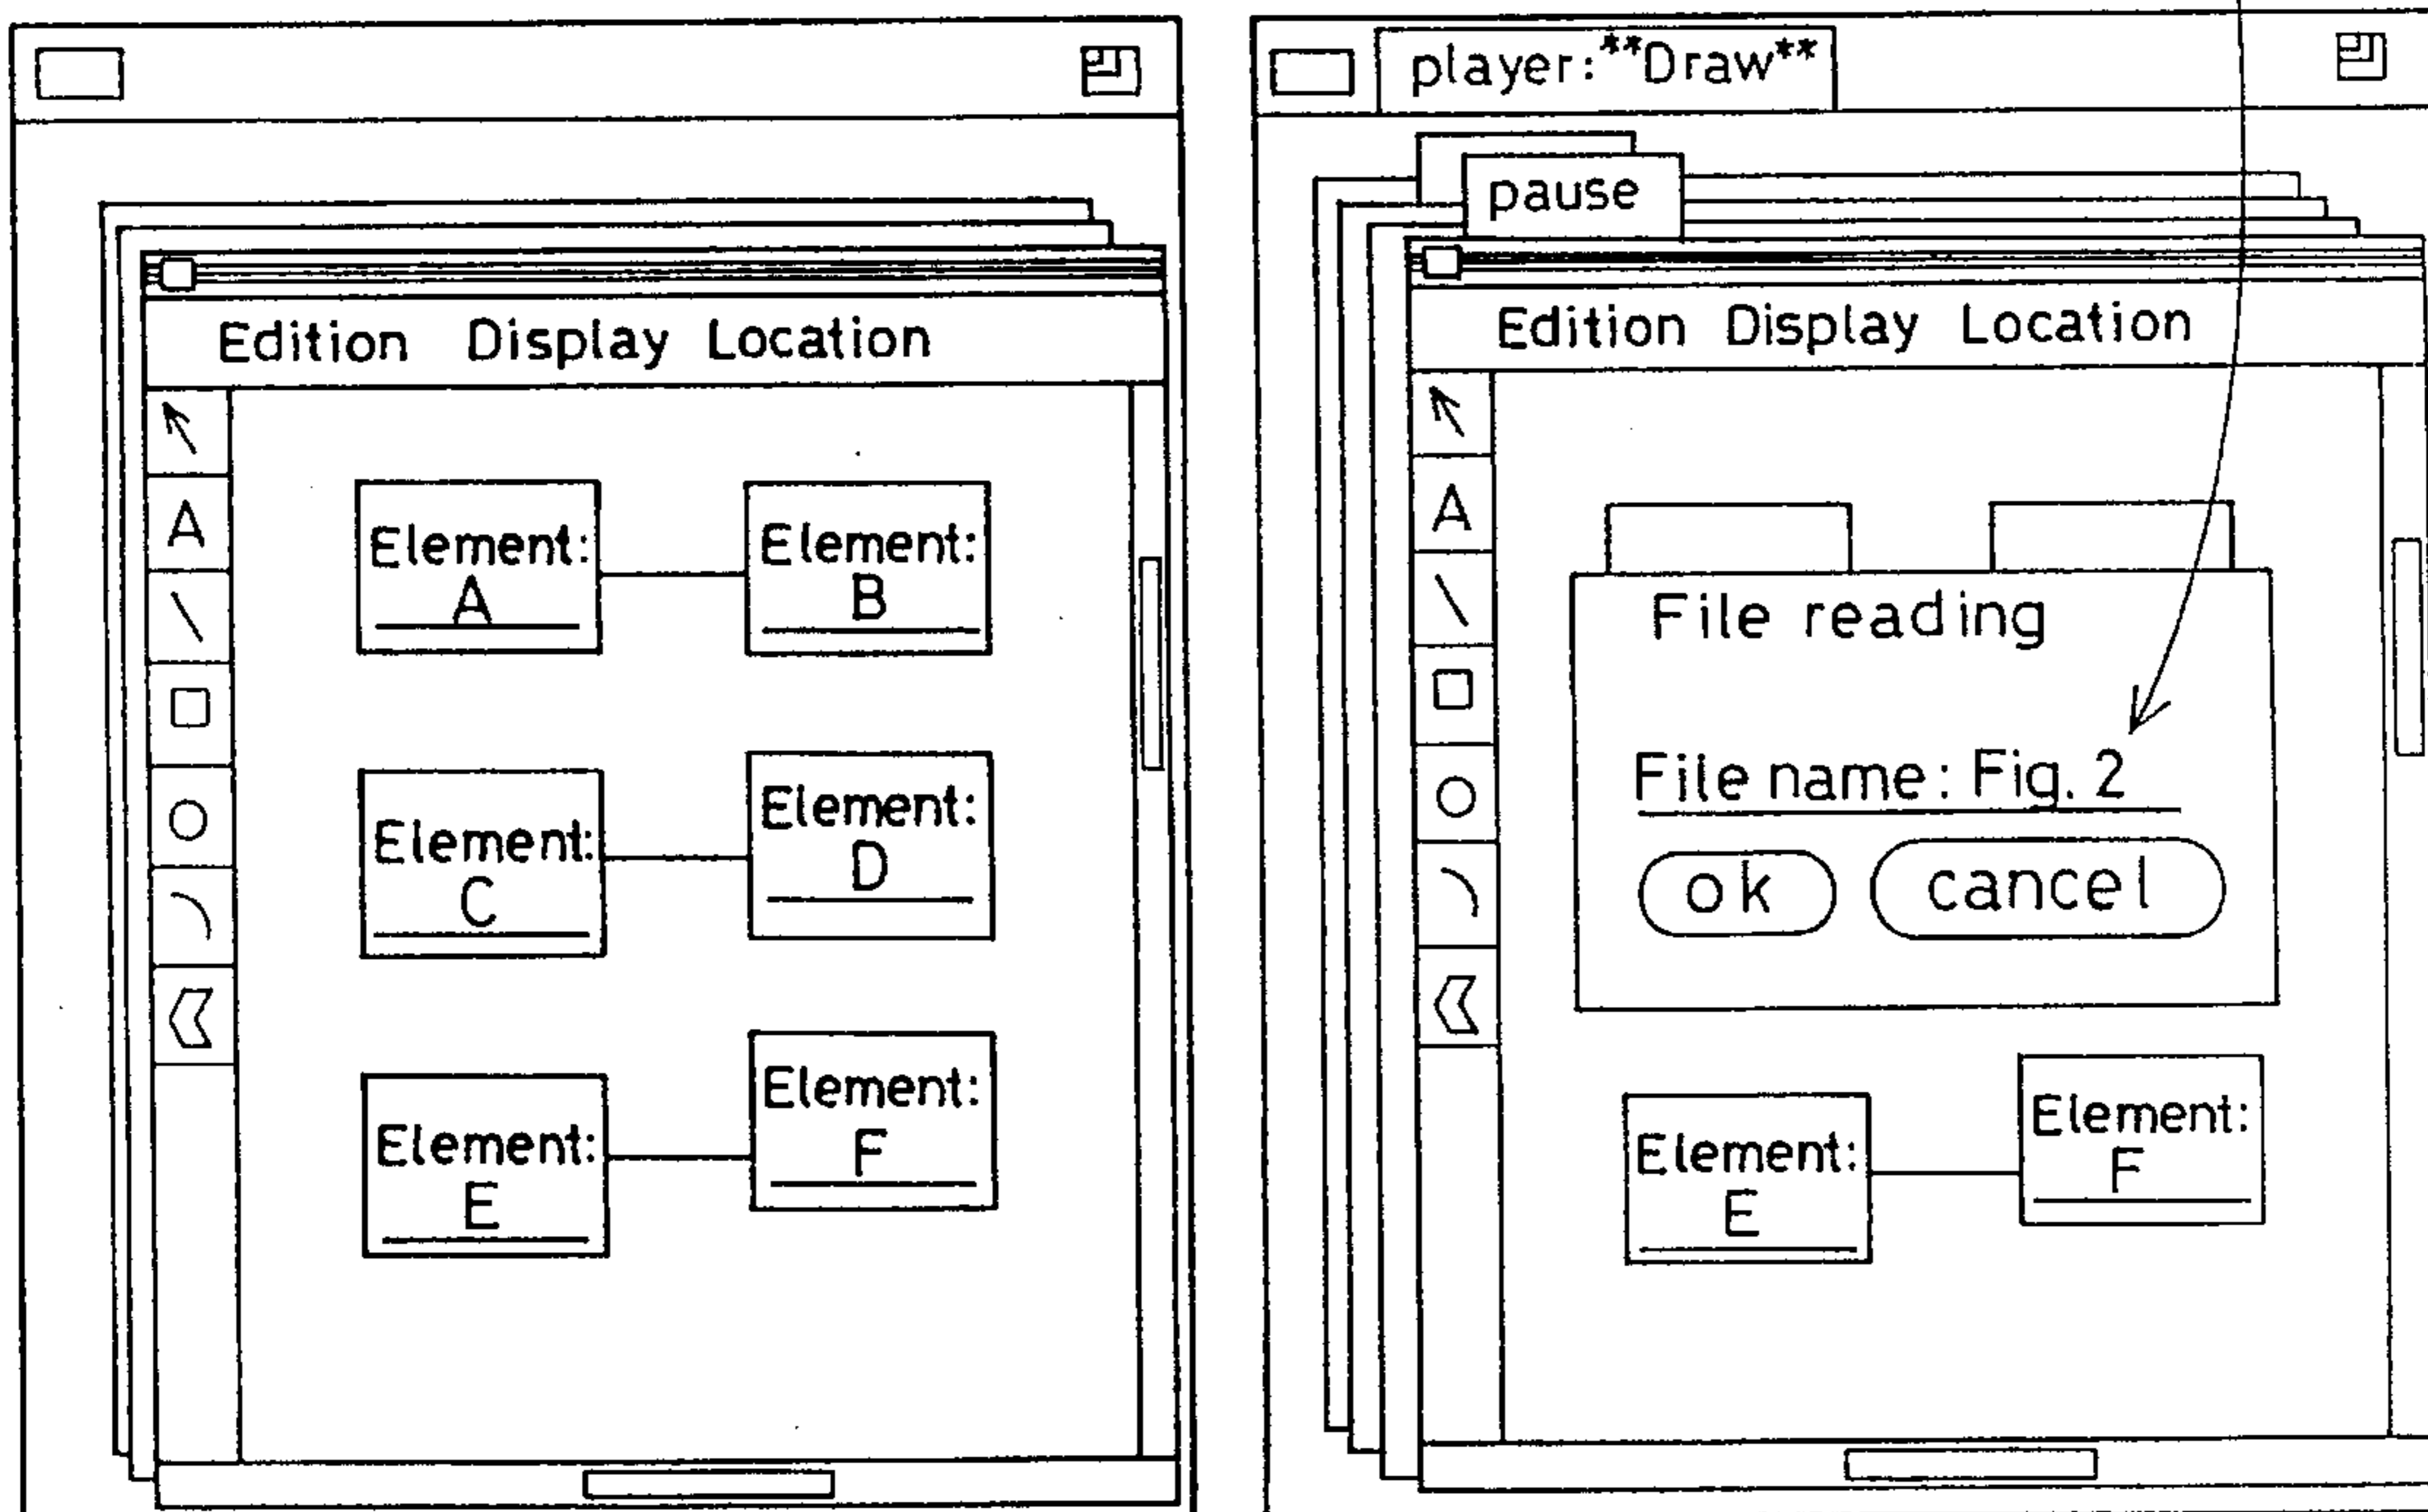 Edition Display Location
A
Element:
A
Element:
B
Element:
C
Element:
D
Element:
E
Element:
F
player:**Draw**
pause
Edition Display Location
A
File reading
File name: Fig. 2
ok cancel
Element:
E
Element:
F